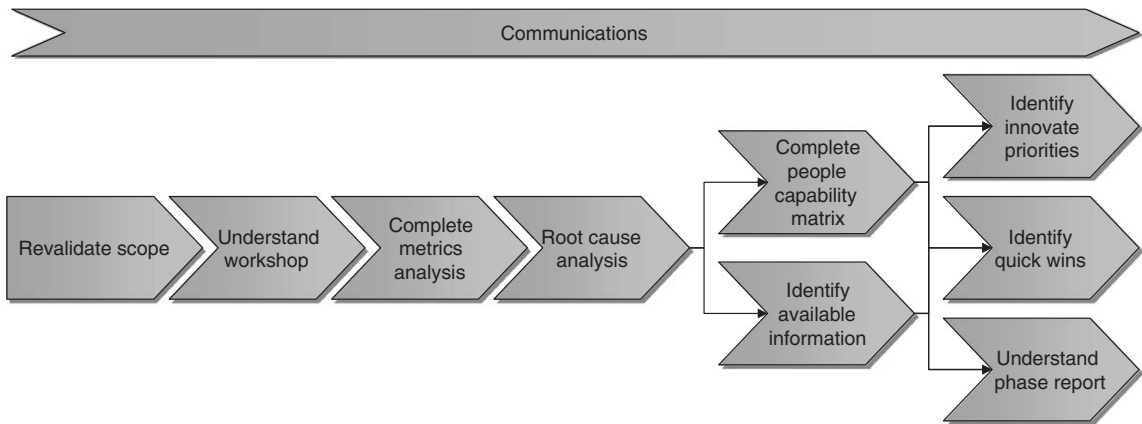 Communications
Revalidate scope
Understand
workshop
Complete
metrics
analysis
Root cause
analysis
Complete
people
capability
matrix
Identify
available
information
Identify
innovate
priorities
Identify
quick wins
Understand
phase report